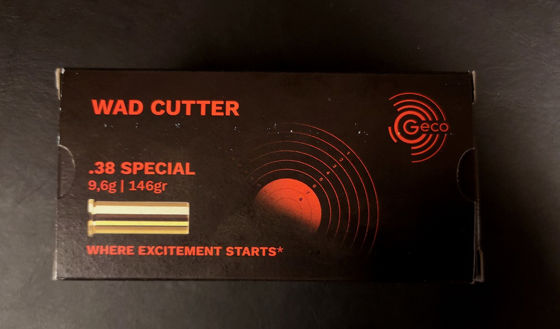 WAD CUTTER
Geco
.38 SPECIAL
9,6g | 146gr
WHERE EXCITEMENT STARTS*